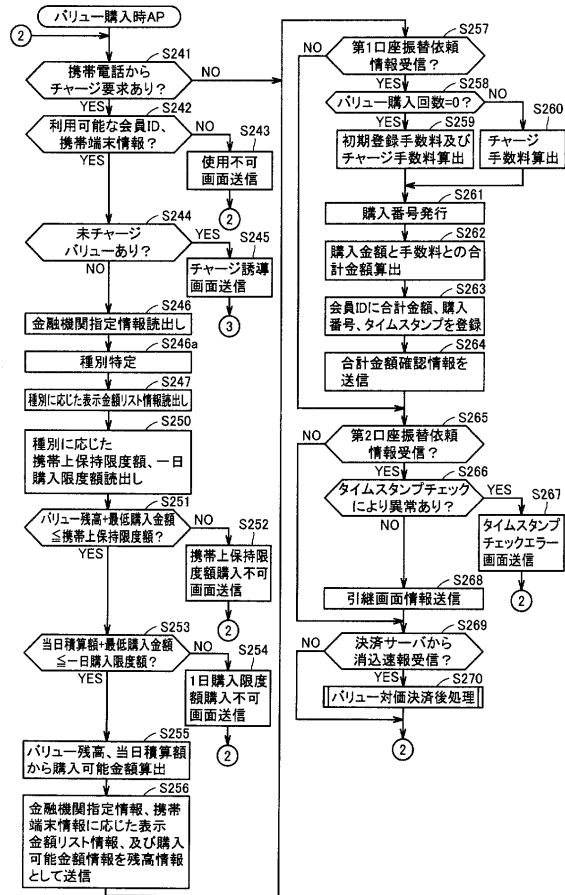 バリュー購入時AP
2
S241
携帯電話から
チャージ要求あり?
NO
YES
S242
利用可能な会員ID、
携帯端末情報?
NO
YES
S243
使用不可
画面送信
2
S244
未チャージ
バリューあり?
YES
NO
S245
チャージ誘導
画面送信
3
S246
金融機関指定情報読出し
S246a
種別特定
S247
種別に応じた表示金額リスト情報読出し
S250
種別に応じた
携帯上保持限度額、一日
購入限度額読出し
S251
バリュー残高+最低購入金額
≦携帯上保持限度額?
NO
YES
S252
携帯上保持限
度額購入不可
画面送信
2
S253
当日積算額+最低購入金額
≦一日購入限度額?
NO
YES
S254
1日購入限度
額購入不可
画面送信
2
S255
バリュー残高、当日積算額
から購入可能金額算出
S256
金融機関指定情報、携帯
端末情報に応じた表示
金額リスト情報、及び購入
可能金額情報を残高情報
として送信
S257
第1口座振替依頼
情報受信?
NO
YES
S258
バリュー購入回数=0?
NO
YES
S259
初期登録手数料及び
チャージ手数料算出
S260
チャージ
手数料算出
S261
購入番号発行
S262
購入金額と手数料との合
計金額算出
S263
会員IDに合計金額、購入
番号、タイムスタンプを登録
S264
合計金額確認情報を
送信
S265
第2口座振替依頼
情報受信?
NO
YES
S266
タイムスタンプチェック
により異常あり?
YES
NO
S267
タイムスタンプ
チェックエラー
画面送信
2
S268
引継画面情報送信
S269
決済サーバから
消込速報受信?
NO
YES
S270
バリュー対価決済後処理
2